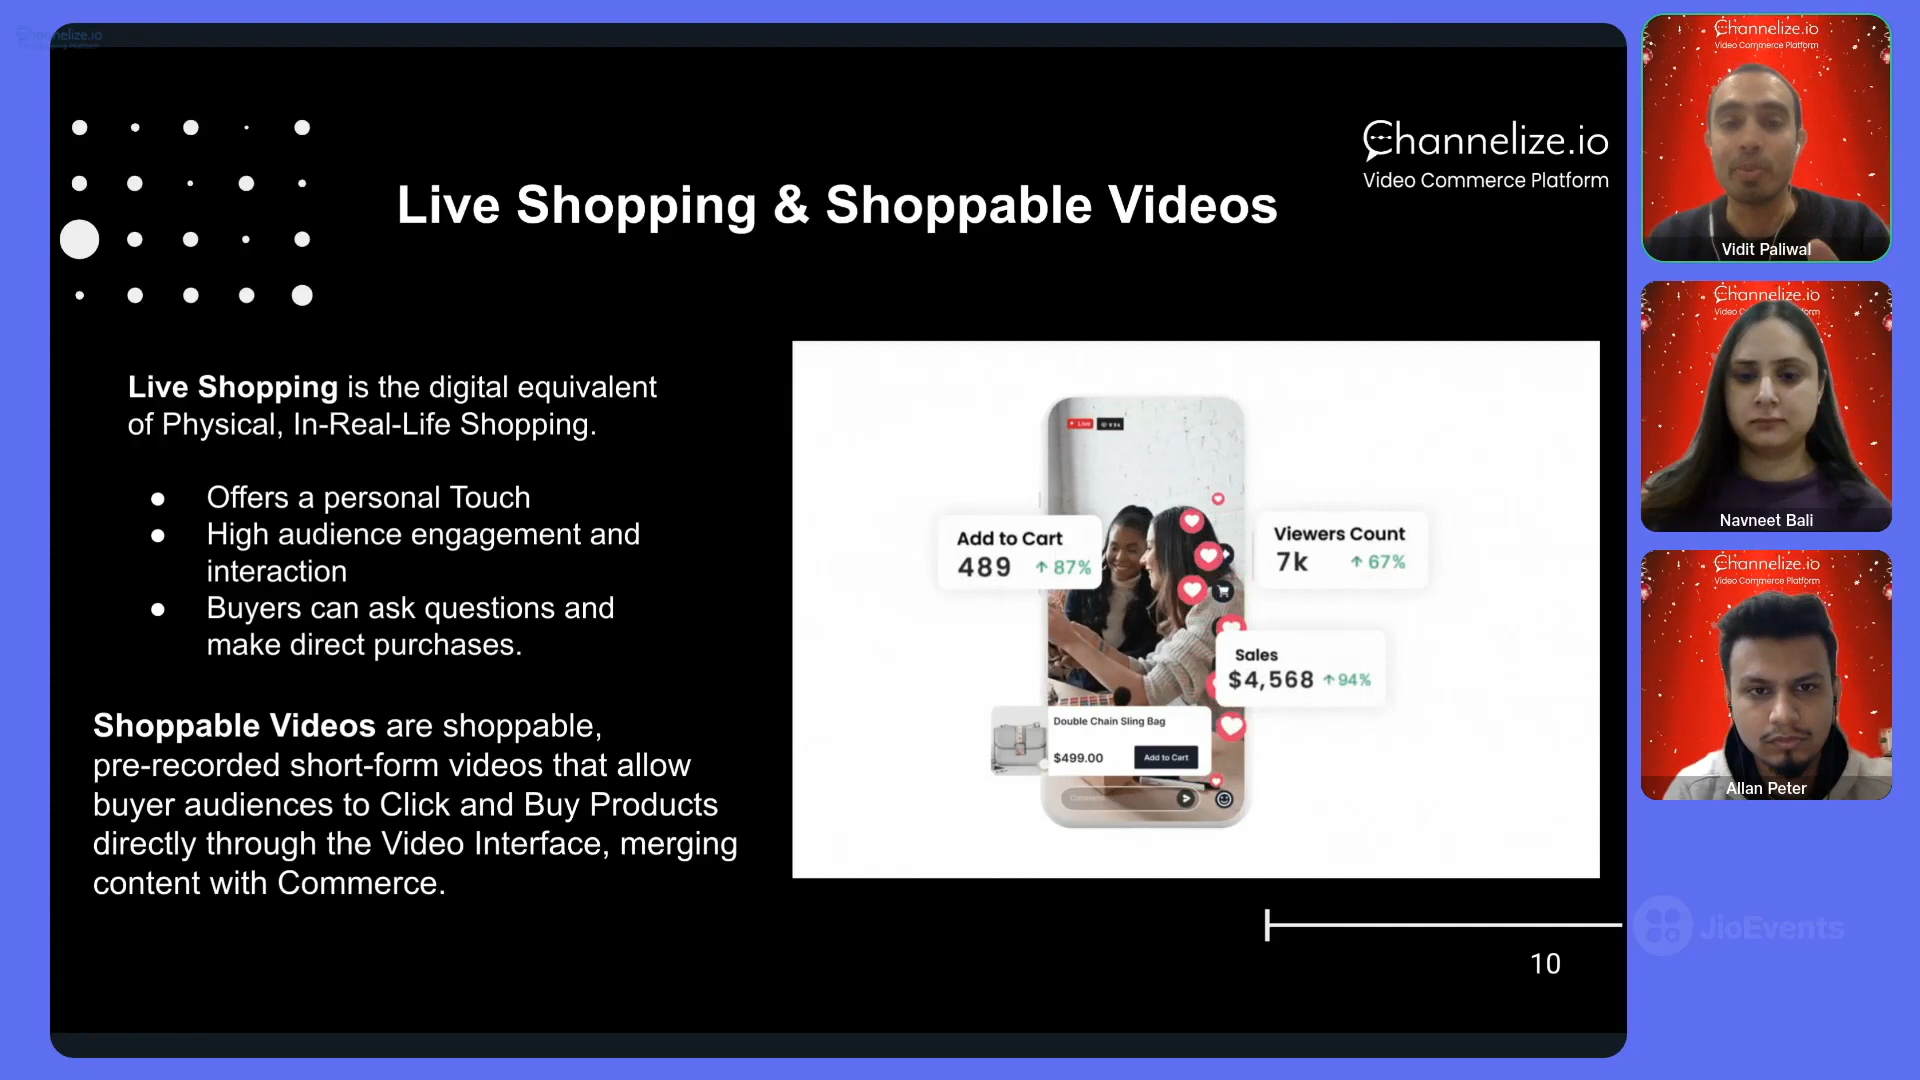 Channelize.io
Channelize.io
Video Commerce Platform
Live Shopping & Shoppable Videos
Live Shopping is the digital equivalent
of Physical, In-Real-Life Shopping.
● Offers a personal Touch
● High audience engagement and
interaction
● Buyers can ask questions and
make direct purchases.
Shoppable Videos are shoppable,
pre-recorded short-form videos that allow
buyer audiences to Click and Buy Products
directly through the Video Interface, merging
content with Commerce.
Live
Add to Cart
489 ↑ 87%
Viewers Count
7k ↑ 67%
Sales
$4,568 ↑ 94%
Double Chain Sling Bag
$499.00 Add to Cart
10
Channelize.io
Video Commerce Platform
Vidit Paliwal
Channelize.io
Navneet Bali
Channelize.io
Video Commerce Platform
Allan Peter
JioEvents